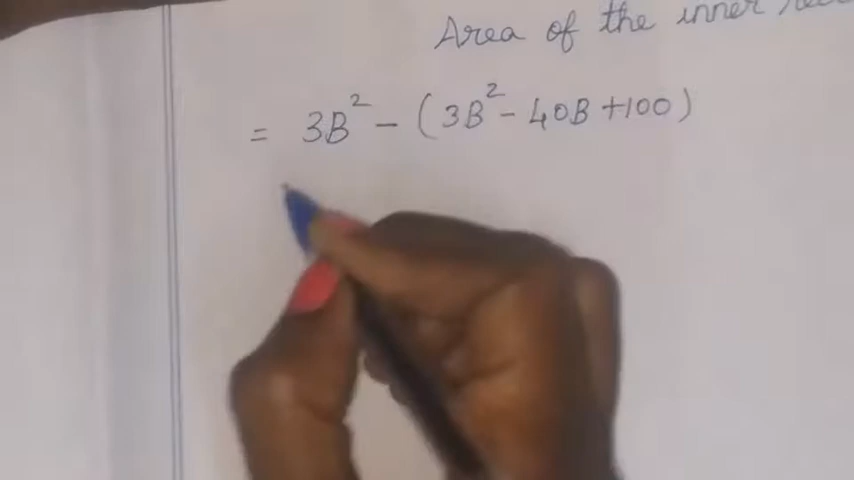 Area of the inner
= 3B² - (3B² - 40B + 100)